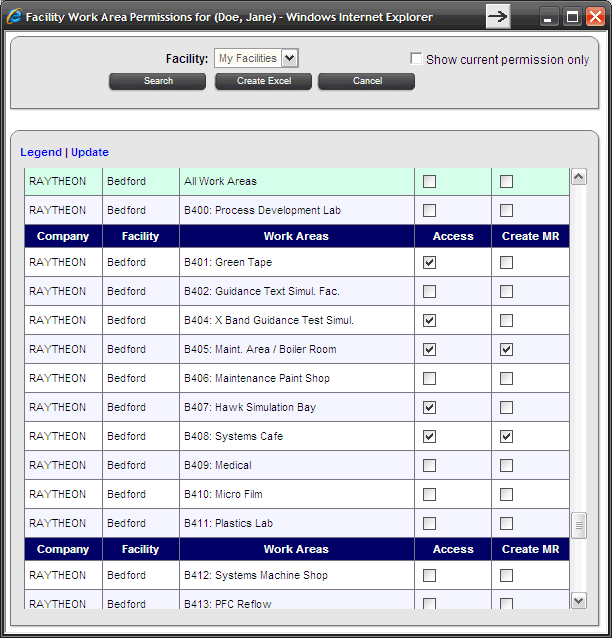 Facility Work Area Permissions for (Doe, Jane) - Windows Internet Explorer
Facility: My Facilities Show current permission only
Search Create Excel Cancel
Legend | Update
RAYTHEON Bedford All Work Areas
RAYTHEON Bedford B400: Process Development Lab
Company Facility Work Areas Access Create MR
RAYTHEON Bedford B401: Green Tape
RAYTHEON Bedford B402: Guidance Text Simul. Fac.
RAYTHEON Bedford B404: X Band Guidance Test Simul.
RAYTHEON Bedford B405: Maint. Area / Boiler Room
RAYTHEON Bedford B406: Maintenance Paint Shop
RAYTHEON Bedford B407: Hawk Simulation Bay
RAYTHEON Bedford B408: Systems Cafe
RAYTHEON Bedford B409: Medical
RAYTHEON Bedford B410: Micro Film
RAYTHEON Bedford B411: Plastics Lab
Company Facility Work Areas Access Create MR
RAYTHEON Bedford B412: Systems Machine Shop
RAYTHEON Bedford B413: PFC Reflow